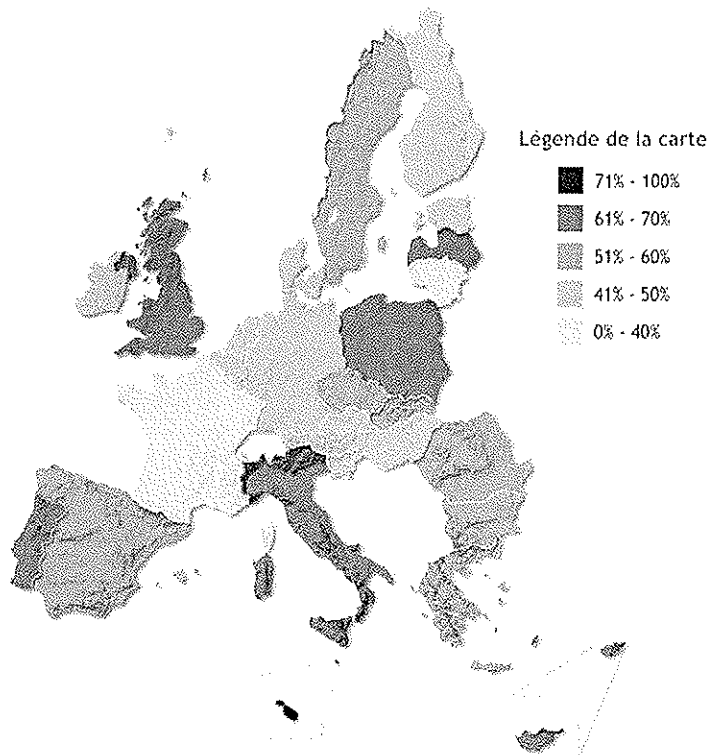 Légende de la carte
71% - 100%
61% - 70%
51% - 60%
41% - 50%
0% - 40%